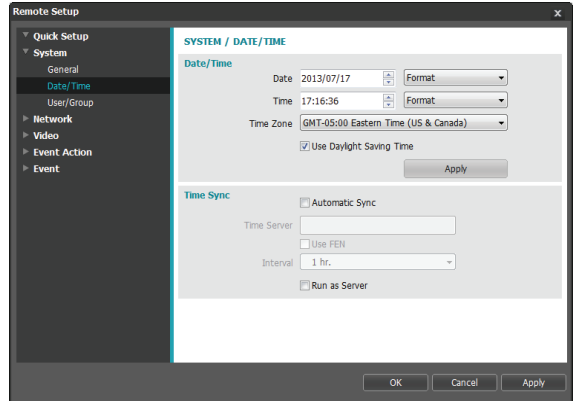 Remote Setup
x
Quick Setup
System
General
Date/Time
User/Group
Network
Video
Event Action
Event
SYSTEM / DATE/TIME
Date/Time
Date 2013/07/17 Format
Time 17:16:36 Format
Time Zone GMT-05:00 Eastern Time (US & Canada)
Use Daylight Saving Time
Apply
Time Sync
Automatic Sync
Time Server
Use FEN
Interval 1 hr.
Run as Server
OK Cancel Apply